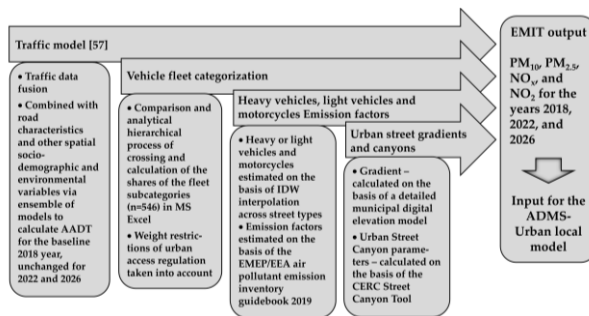 Traffic model [57]
• Traffic data
fusion
• Combined with
road
characteristics
and other spatial
socio-
demographic and
environmental
variables via
ensemble of
models to
calculate AADT
for the baseline
2018 year,
unchanged for
2022 and 2026
Vehicle fleet categorization
• Comparison and
analytical
hierarchical
process of
crossing and
calculation of the
shares of the fleet
subcategories
(n=546) in MS
Excel
• Weight restric-
tions of urban
access regulation
taken into account
Heavy vehicles, light vehicles and
motorcycles Emission factors
• Heavy or light
vehicles and
motorcycles
estimated on the
basis of IDW
interpolation
across street types
• Emission factors
estimated on the
basis of the
EMEP/EEA air
pollutant emission
inventory
guidebook 2019
Urban street gradients
and canyons
• Gradient –
calculated on the
basis of a detailed
municipal digital
elevation model
• Urban Street
Canyon parame-
ters – calculated
on the basis of
the CERC Street
Canyon Tool
EMIT output
PM10, PM2.5,
NOx, and
NO2 for the
years 2018,
2022, and
2026
Input for the
ADMS-
Urban local
model